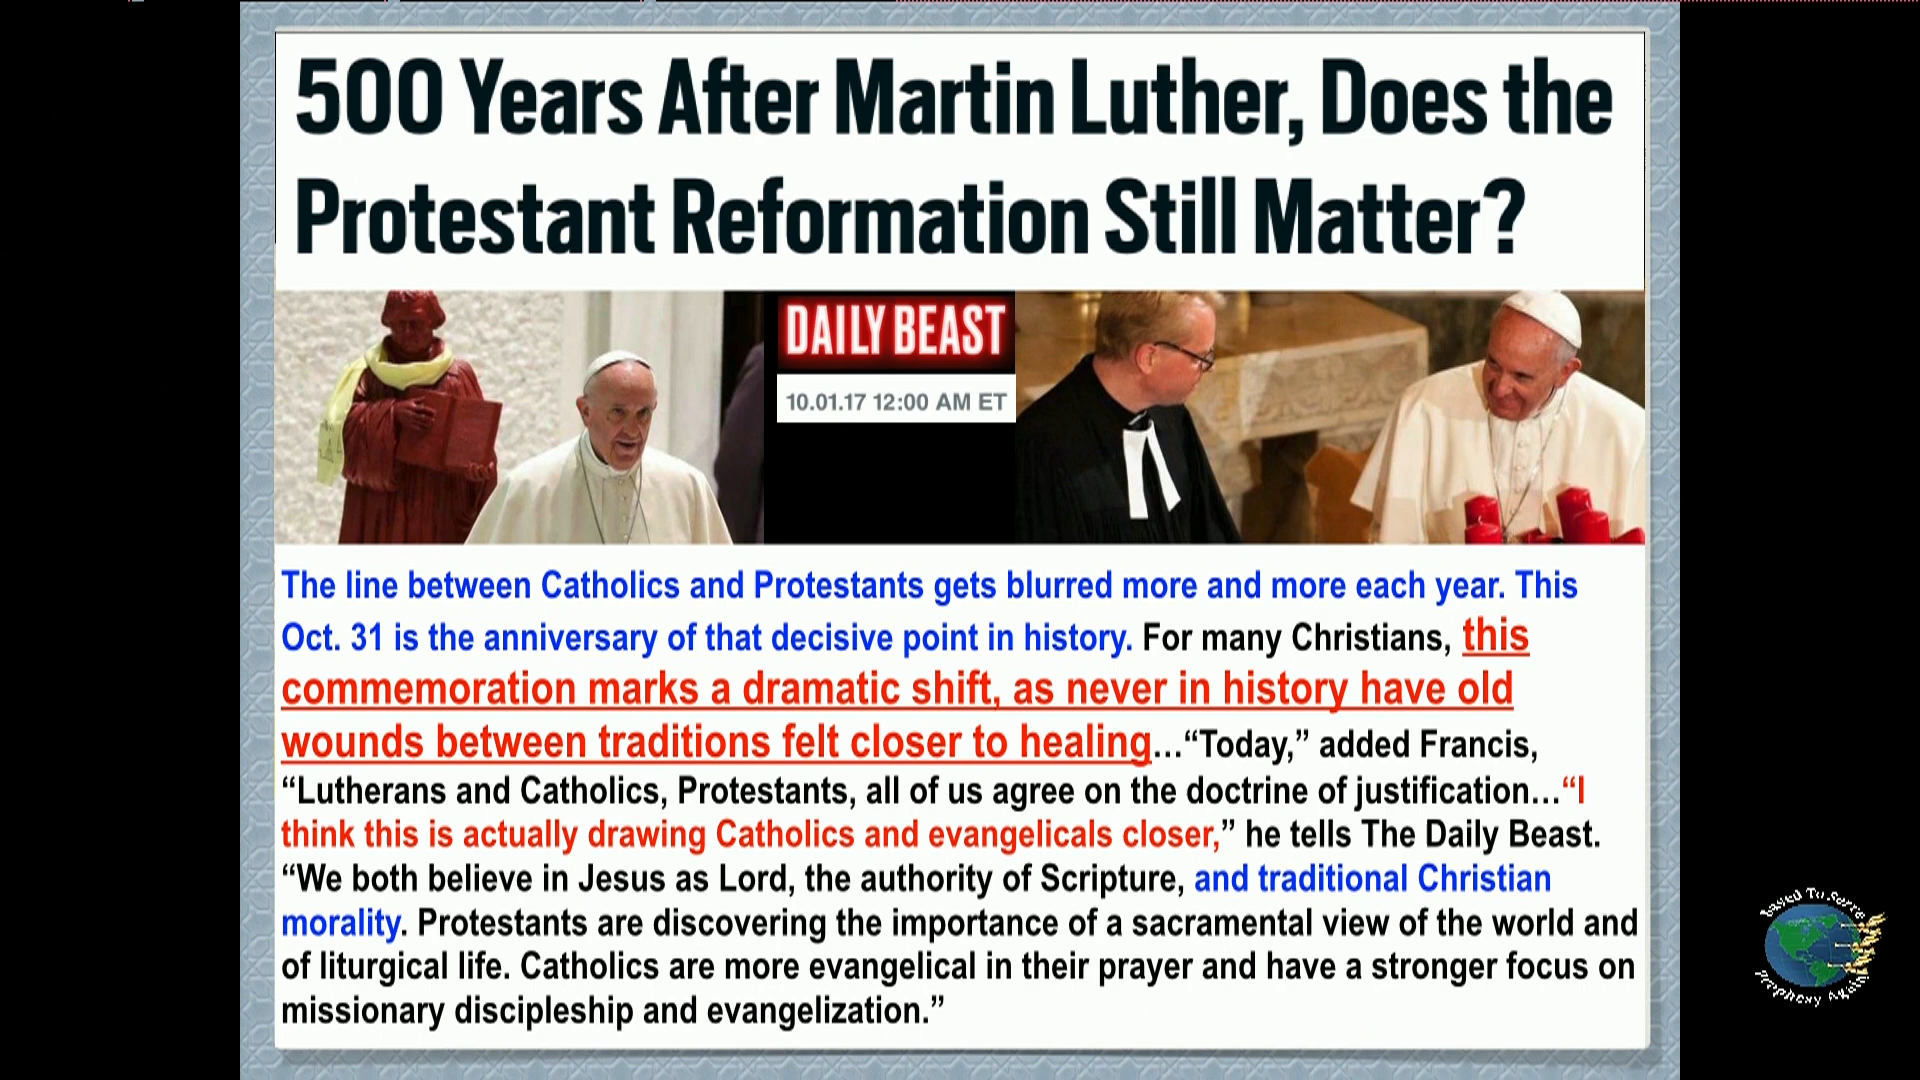 500 Years After Martin Luther, Does the
Protestant Reformation Still Matter?
DAILY BEAST
10.01.17 12:00 AM ET
The line between Catholics and Protestants gets blurred more and more each year. This
Oct. 31 is the anniversary of that decisive point in history. For many Christians, this
commemoration marks a dramatic shift, as never in history have old
wounds between traditions felt closer to healing…“Today,” added Francis,
“Lutherans and Catholics, Protestants, all of us agree on the doctrine of justification…“I
think this is actually drawing Catholics and evangelicals closer,” he tells The Daily Beast.
“We both believe in Jesus as Lord, the authority of Scripture, and traditional Christian
morality. Protestants are discovering the importance of a sacramental view of the world and
of liturgical life. Catholics are more evangelical in their prayer and have a stronger focus on
missionary discipleship and evangelization.”
To Serve
Prophesy Again